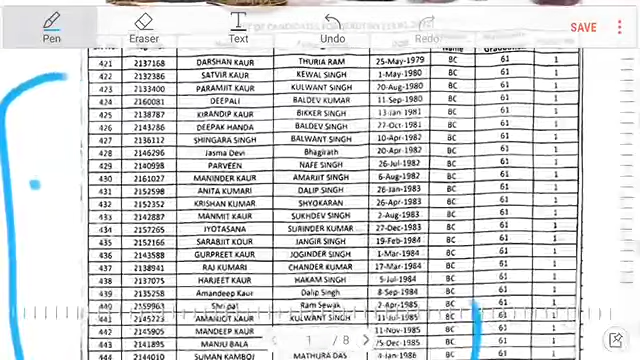 Pen Eraser Text Undo Redo SAVE
Name Graduation
421 2137168 DARSHAN KAUR THURIA RAM 25-May-1979 BC 61 1
422 2132386 SATVIR KAUR KEWAL SINGH 1-May-1980 BC 61 1
423 2133400 PARAMJIT KAUR KULWANT SINGH 20-Aug-1980 BC 61 1
424 2160081 DEEPALI BALDEV KUMAR 11-Sep-1980 BC 61 1
425 2138787 KIRANDIP KAUR BIKKER SINGH 13-Jan-1981 BC 61 1
426 2143786 DEEPAK HANDA BALDEV SINGH 22-Oct-1981 BC 61 1
427 2136112 SHINGARA SINGH BALWANT SINGH 10-Apr-1982 BC 61 1
428 2146296 Jasma Devi Bhagirath 20-Apr-1982 BC 61 1
429 2140998 PARVEEN NAFE SINGH 26-Jul-1982 BC 61 1
430 2161027 MANINDER KAUR AMARJIT SINGH 6-Aug-1982 BC 61 1
431 2152598 ANITA KUMARI DALIP SINGH 26-Jan-1983 BC 61 1
432 2152352 KRISHAN KUMAR SHYOKARAN 26-Apr-1983 BC 61 1
433 2142887 MANMIT KAUR SUKHDEV SINGH 2-Aug-1983 BC 61 1
434 2157265 JYOTASANA SURINDER KUMAR 27-Dec-1983 BC 61 1
435 2152166 SARABJIT KOUR JANGIR SINGH 19-Feb-1984 BC 61 1
436 2143588 GURPREET KAUR JOGINDER SINGH 1-Mar-1984 BC 61 1
437 2138941 RAJ KUMARI CHANDER KUMAR 17-Mar-1984 BC 61 1
438 2137075 HARJEET KAUR HAKAM SINGH 5-Jul-1984 BC 61 1
439 2135258 Amandeep Kaur Dalip Singh 8-Sep-1984 BC 61 1
440 2159963 Shri pal Ram Sewak 2-Apr-1985 BC 61 1
441 2145223 AMANJOT KAUR KULWANT SINGH 11-Jul-1985 BC 61 1
442 2145905 MANDEEP KAUR 11-Nov-1985 BC 61 1
443 2141895 MANJU BALA 25-Dec-1985 BC 61 1
444 2144010 SUMAN KAMBOJ MATHURA DAS 4-Jan-1986 BC 61 1
1 /8